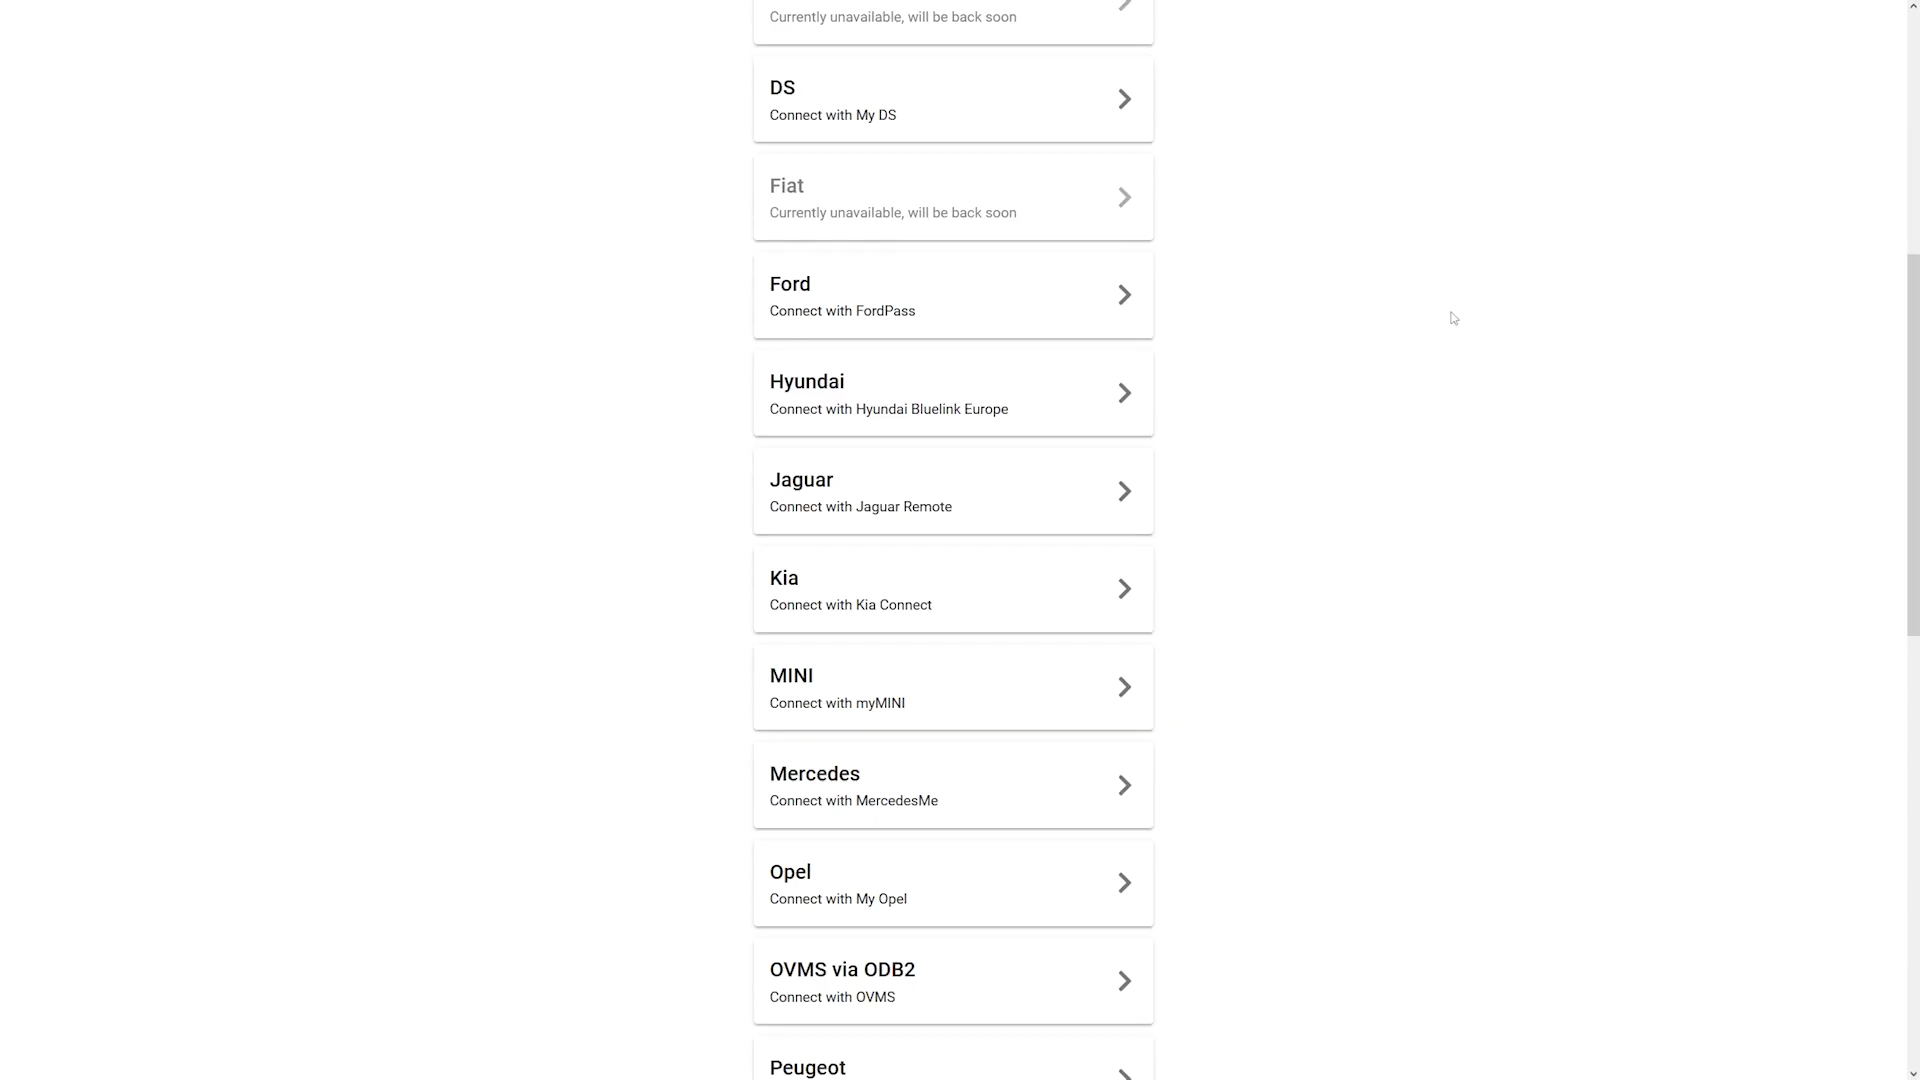 Currently unavailable, will be back soon
DS
Connect with My DS
Fiat
Currently unavailable, will be back soon
Ford
Connect with FordPass
Hyundai
Connect with Hyundai Bluelink Europe
Jaguar
Connect with Jaguar Remote
Kia
Connect with Kia Connect
MINI
Connect with myMINI
Mercedes
Connect with MercedesMe
Opel
Connect with My Opel
OVMS via ODB2
Connect with OVMS
Peugeot